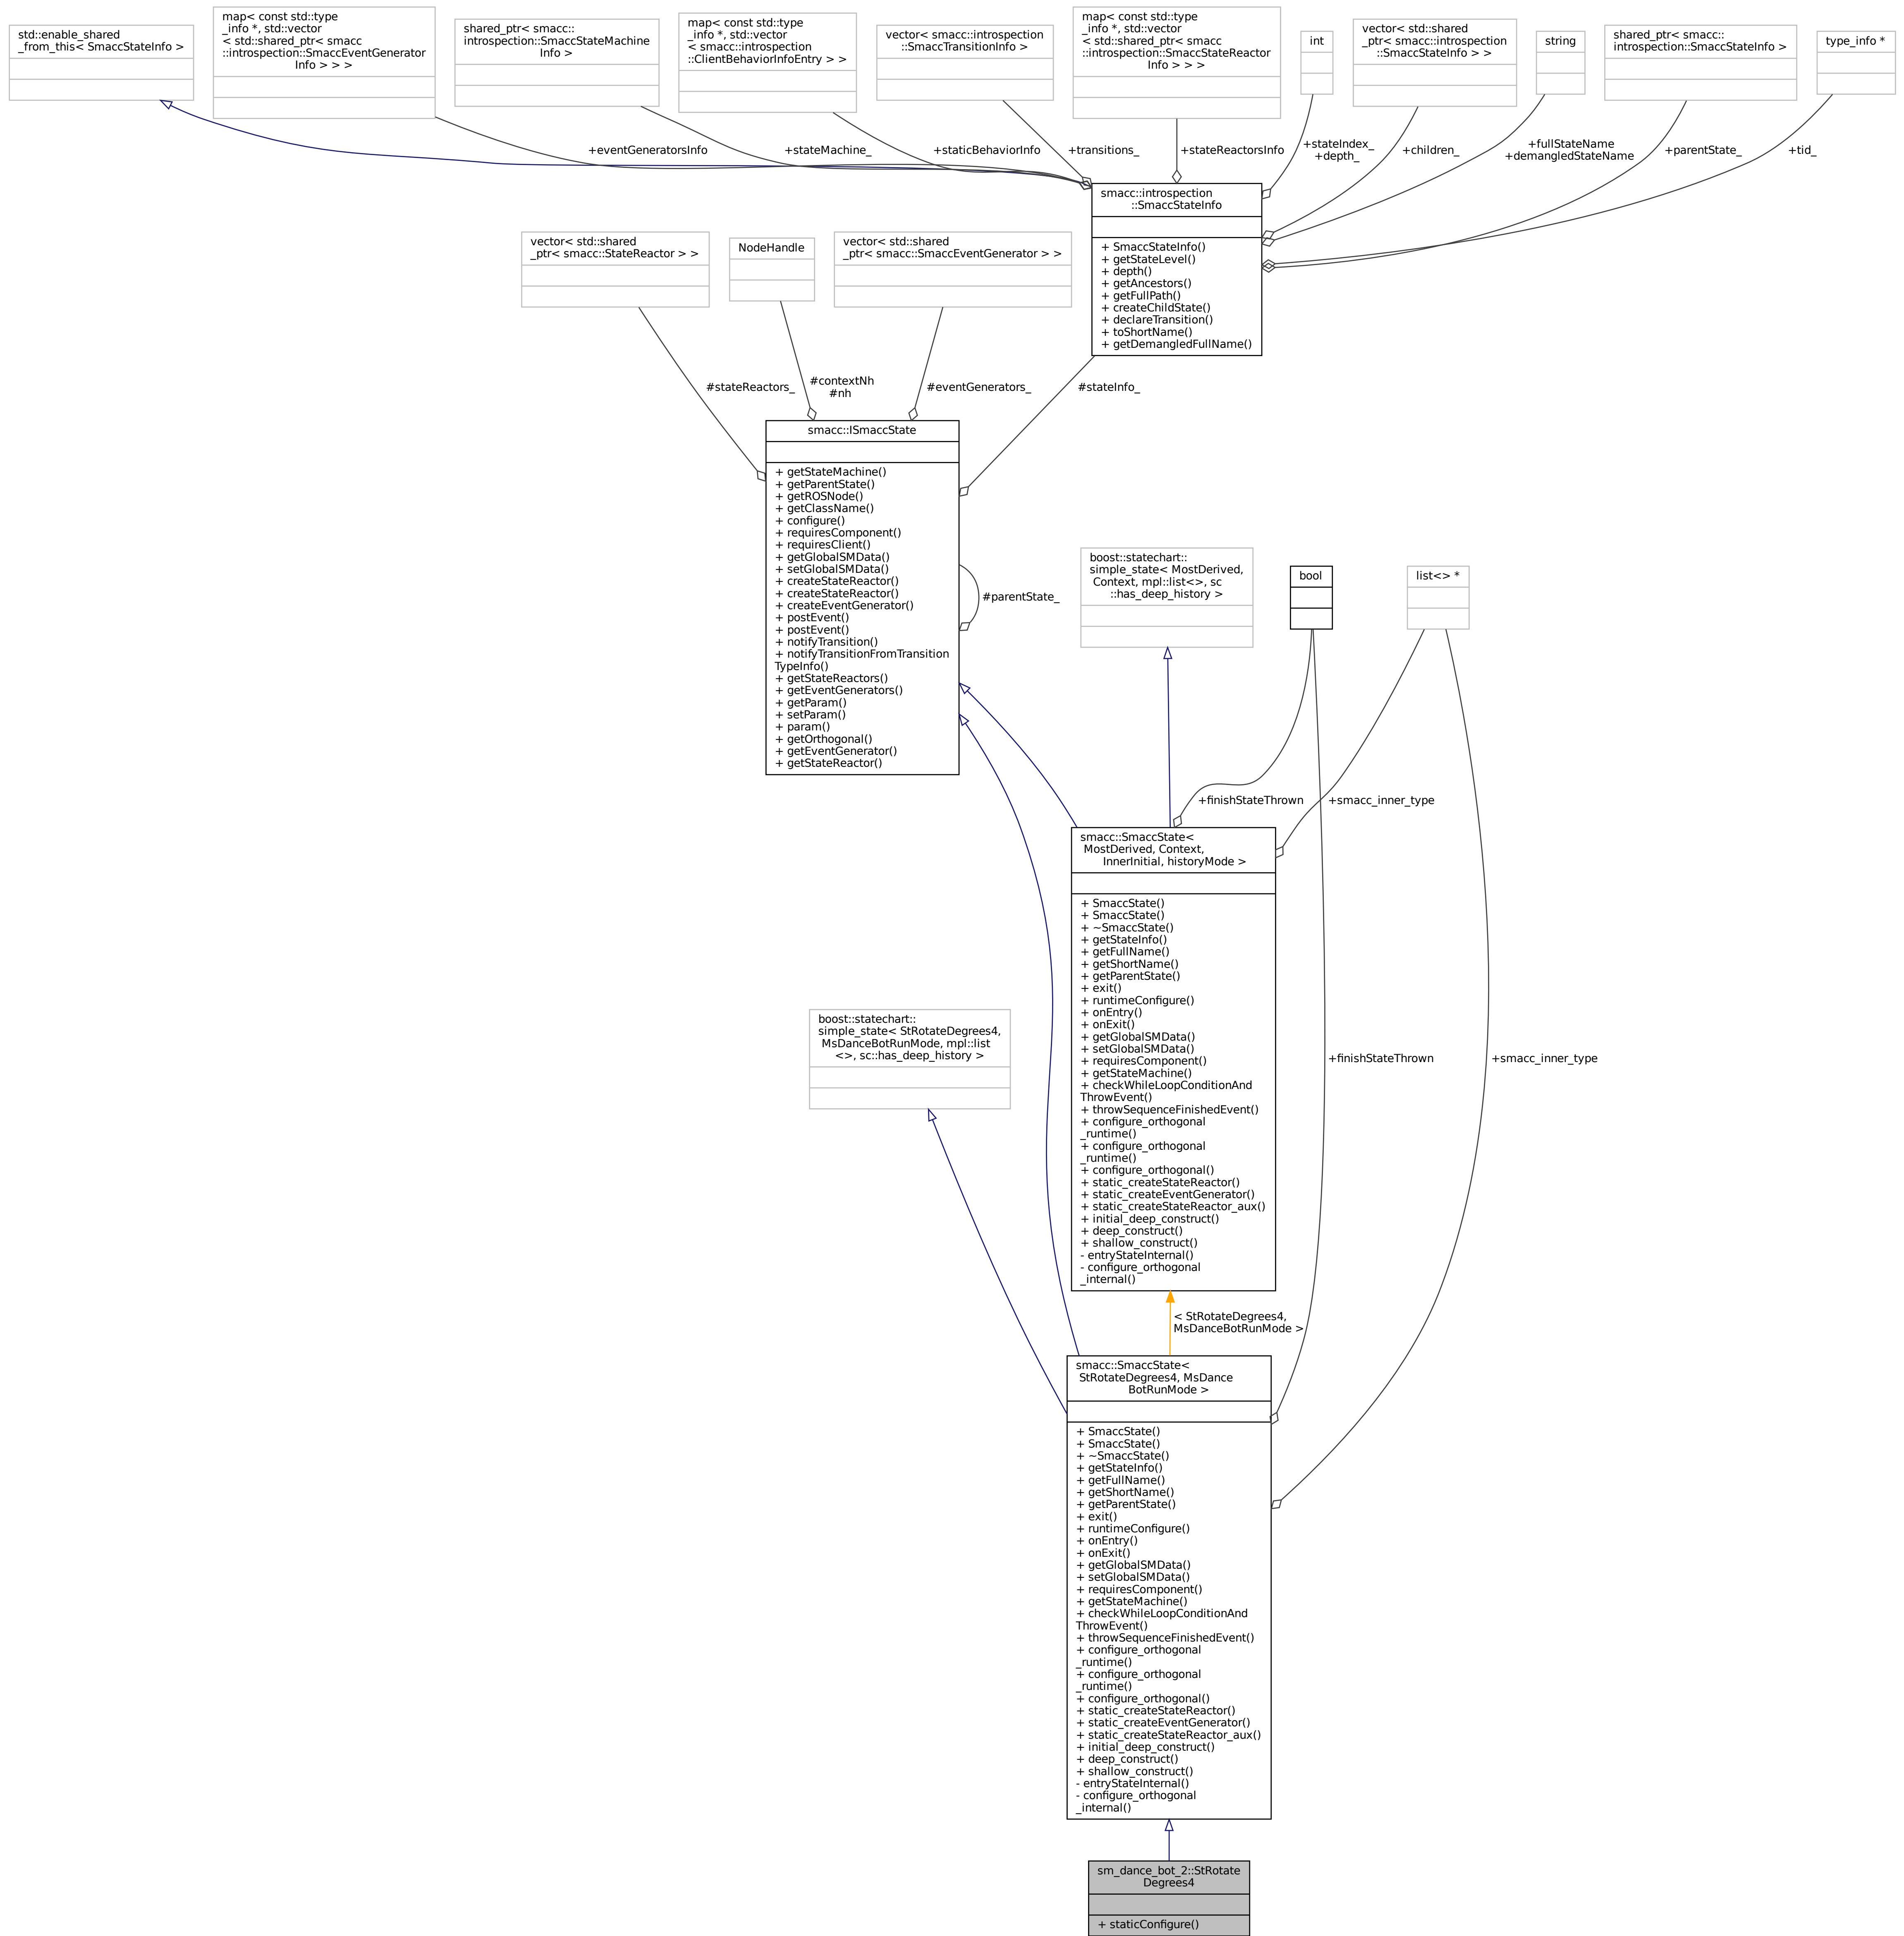 std::enable_shared
_from_this< SmaccStateInfo >
map< const std::type
_info *, std::vector
< std::shared_ptr< smacc
::introspection::SmaccEventGenerator
Info > > >
shared_ptr< smacc::
introspection::SmaccStateMachine
Info >
map< const std::type
_info *, std::vector
< smacc::introspection
::ClientBehaviorInfoEntry > >
vector< smacc::introspection
::SmaccTransitionInfo >
map< const std::type
_info *, std::vector
< std::shared_ptr< smacc
::introspection::SmaccStateReactor
Info > > >
int
vector< std::shared
_ptr< smacc::introspection
::SmaccStateInfo > >
string
shared_ptr< smacc::
introspection::SmaccStateInfo >
type_info *
+eventGeneratorsInfo
+stateMachine_
+staticBehaviorInfo
+transitions_
+stateReactorsInfo
+stateIndex_
+depth_
+children_
+fullStateName
+demangledStateName
+parentState_
+tid_
smacc::introspection
::SmaccStateInfo
+ SmaccStateInfo()
+ getStateLevel()
+ depth()
+ getAncestors()
+ getFullPath()
+ createChildState()
+ declareTransition()
+ toShortName()
+ getDemangledFullName()
vector< std::shared
_ptr< smacc::StateReactor > >
NodeHandle
vector< std::shared
_ptr< smacc::SmaccEventGenerator > >
#stateReactors_
#contextNh
#nh
#eventGenerators_
#stateInfo_
smacc::ISmaccState
+ getStateMachine()
+ getParentState()
+ getROSNode()
+ getClassName()
+ configure()
+ requiresComponent()
+ requiresClient()
+ getGlobalSMData()
+ setGlobalSMData()
+ createStateReactor()
+ createStateReactor()
+ createEventGenerator()
+ postEvent()
+ postEvent()
+ notifyTransition()
+ notifyTransitionFromTransition
TypeInfo()
+ getStateReactors()
+ getEventGenerators()
+ getParam()
+ setParam()
+ param()
+ getOrthogonal()
+ getEventGenerator()
+ getStateReactor()
#parentState_
boost::statechart::
simple_state< MostDerived,
Context, mpl::list<>, sc
::has_deep_history >
bool
list<> *
+finishStateThrown
+smacc_inner_type
smacc::SmaccState<
MostDerived, Context,
InnerInitial, historyMode >
+ SmaccState()
+ SmaccState()
+ ~SmaccState()
+ getStateInfo()
+ getFullName()
+ getShortName()
+ getParentState()
+ exit()
+ runtimeConfigure()
+ onEntry()
+ onExit()
+ getGlobalSMData()
+ setGlobalSMData()
+ requiresComponent()
+ getStateMachine()
+ checkWhileLoopConditionAnd
ThrowEvent()
+ throwSequenceFinishedEvent()
+ configure_orthogonal
_runtime()
+ configure_orthogonal
_runtime()
+ configure_orthogonal()
+ static_createStateReactor()
+ static_createEventGenerator()
+ static_createStateReactor_aux()
+ initial_deep_construct()
+ deep_construct()
+ shallow_construct()
- entryStateInternal()
- configure_orthogonal
_internal()
boost::statechart::
simple_state< StRotateDegrees4,
MsDanceBotRunMode, mpl::list
<>, sc::has_deep_history >
+finishStateThrown
+smacc_inner_type
< StRotateDegrees4,
MsDanceBotRunMode >
smacc::SmaccState<
StRotateDegrees4, MsDance
BotRunMode >
+ SmaccState()
+ SmaccState()
+ ~SmaccState()
+ getStateInfo()
+ getFullName()
+ getShortName()
+ getParentState()
+ exit()
+ runtimeConfigure()
+ onEntry()
+ onExit()
+ getGlobalSMData()
+ setGlobalSMData()
+ requiresComponent()
+ getStateMachine()
+ checkWhileLoopConditionAnd
ThrowEvent()
+ throwSequenceFinishedEvent()
+ configure_orthogonal
_runtime()
+ configure_orthogonal
_runtime()
+ configure_orthogonal()
+ static_createStateReactor()
+ static_createEventGenerator()
+ static_createStateReactor_aux()
+ initial_deep_construct()
+ deep_construct()
+ shallow_construct()
- entryStateInternal()
- configure_orthogonal
_internal()
sm_dance_bot_2::StRotate
Degrees4
+ staticConfigure()